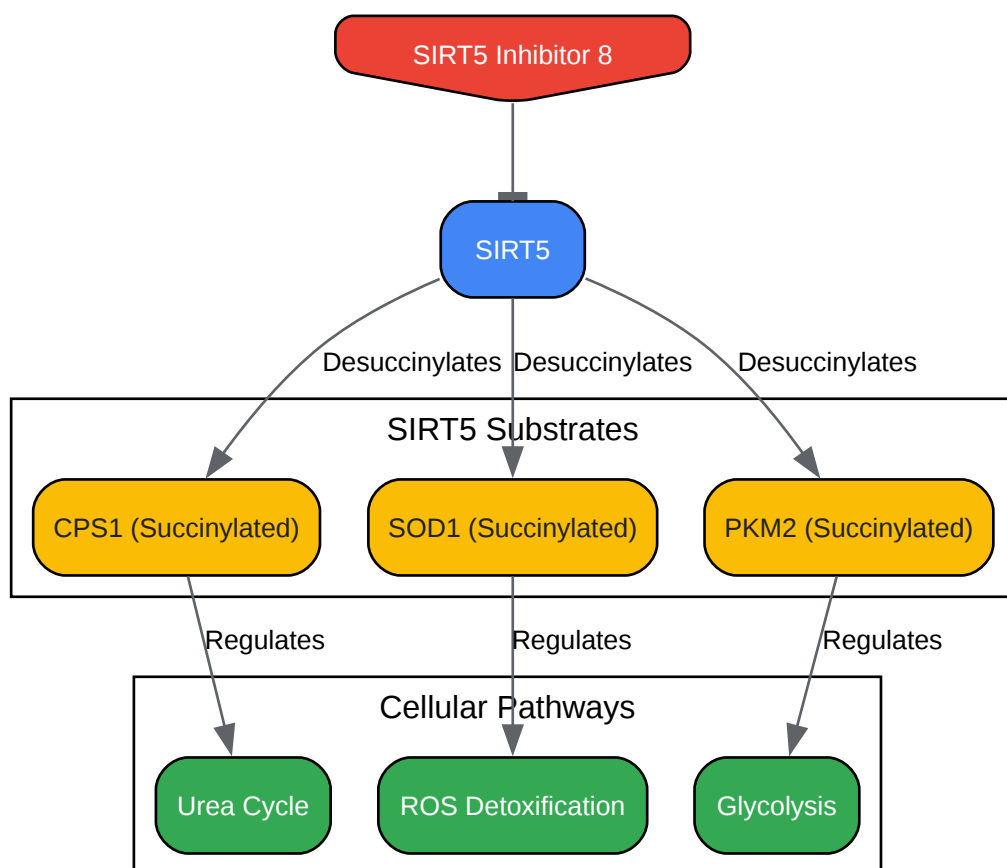 SIRT5 Inhibitor 8
SIRT5
Desuccinylates
Desuccinylates
Desuccinylates
SIRT5 Substrates
CPS1 (Succinylated)
SOD1 (Succinylated)
PKM2 (Succinylated)
Regulates
Regulates
Regulates
Cellular Pathways
Urea Cycle
ROS Detoxification
Glycolysis